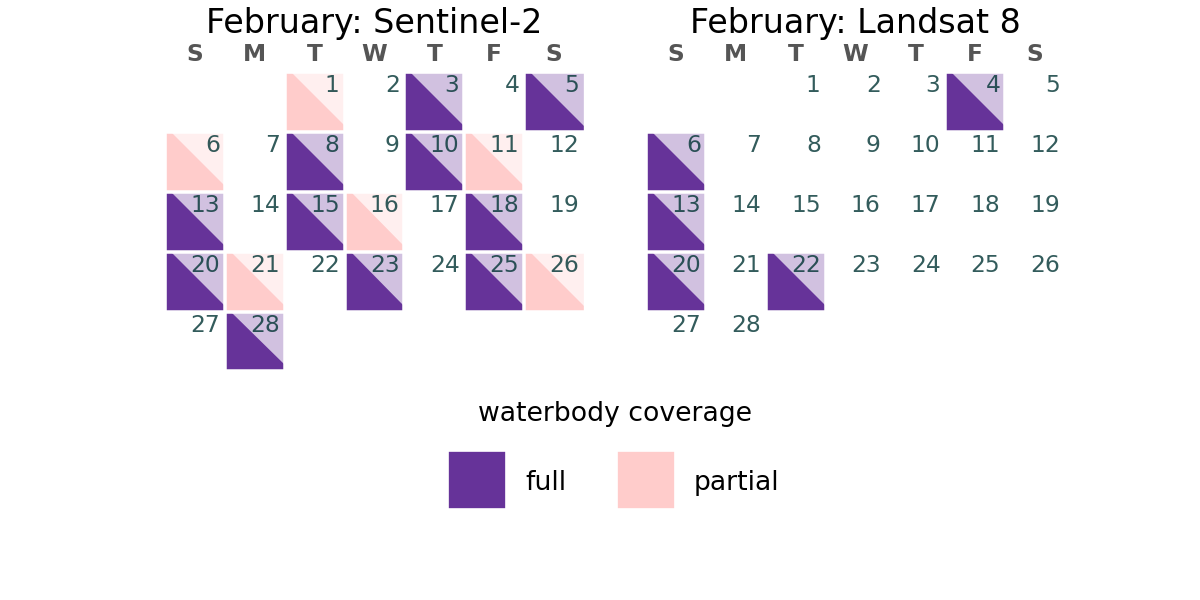 February: Sentinel-2
S M T W T F S
1 2 3 4 5
6 7 8 9 10 11 12
13 14 15 16 17 18 19
20 21 22 23 24 25 26
27 28
February: Landsat 8
S M T W T F S
1 2 3 4 5
6 7 8 9 10 11 12
13 14 15 16 17 18 19
20 21 22 23 24 25 26
27 28
waterbody coverage
full
partial